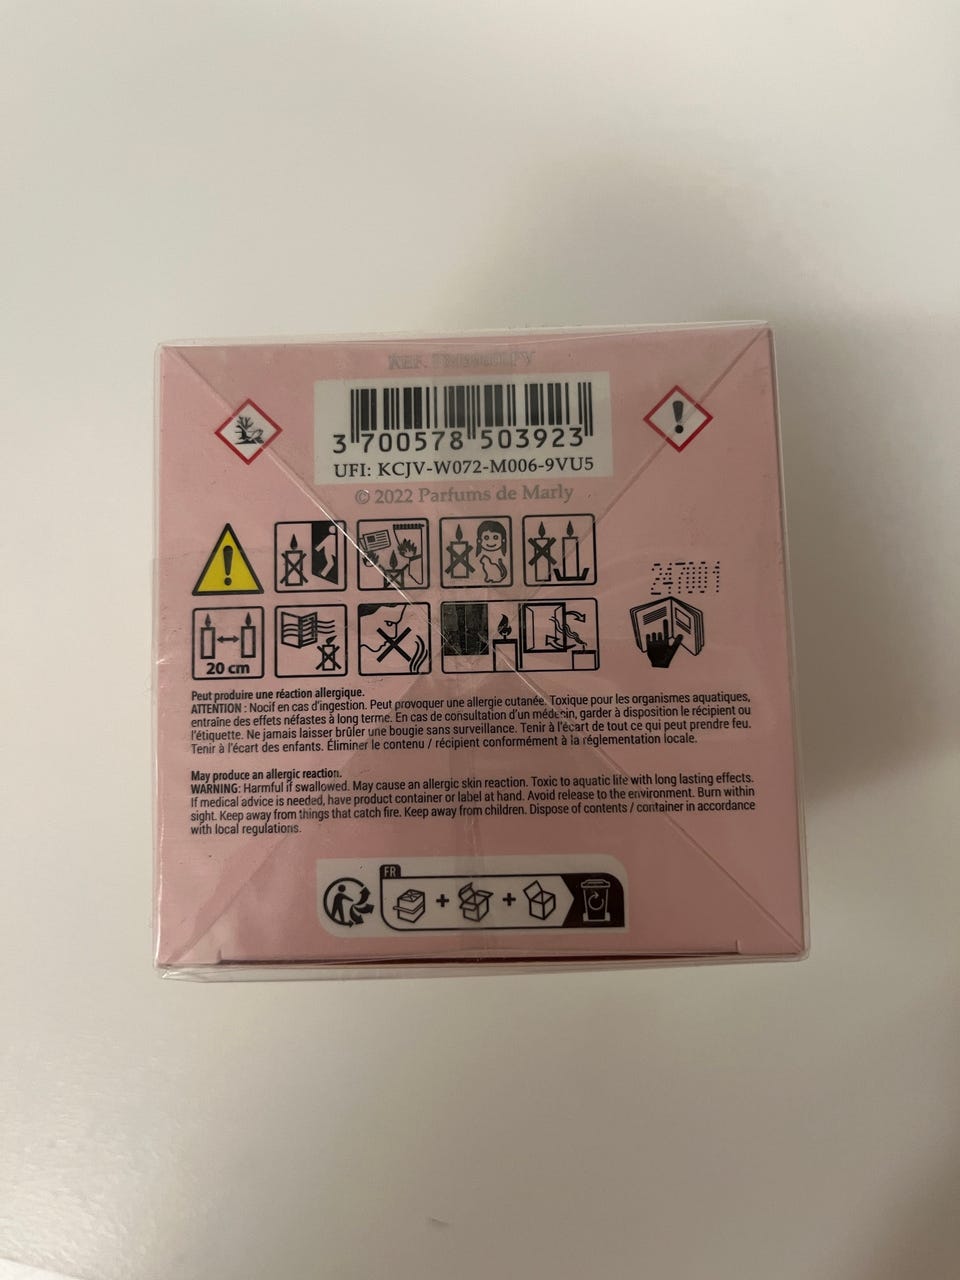 REF.
3 700578 503923
UFI: KCJV-W072-M006-9VU5
© 2022 Parfums de Marly
247001
20 cm
Peut produire une réaction allergique.
ATTENTION : Nocif en cas d'ingestion. Peut provoquer une allergie cutanée. Toxique pour les organismes aquatiques,
entraîne des effets néfastes à long terme. En cas de consultation d'un médecin, garder à disposition le récipient ou
l'étiquette. Ne jamais laisser brûler une bougie sans surveillance. Tenir à l'écart de tout ce qui peut prendre feu.
Tenir à l'écart des enfants. Éliminer le contenu / récipient conformément à la réglementation locale.
May produce an allergic reaction.
WARNING: Harmful if swallowed. May cause an allergic skin reaction. Toxic to aquatic life with long lasting effects.
If medical advice is needed, have product container or label at hand. Avoid release to the environment. Burn within
sight. Keep away from things that catch fire. Keep away from children. Dispose of contents / container in accordance
with local regulations.
FR